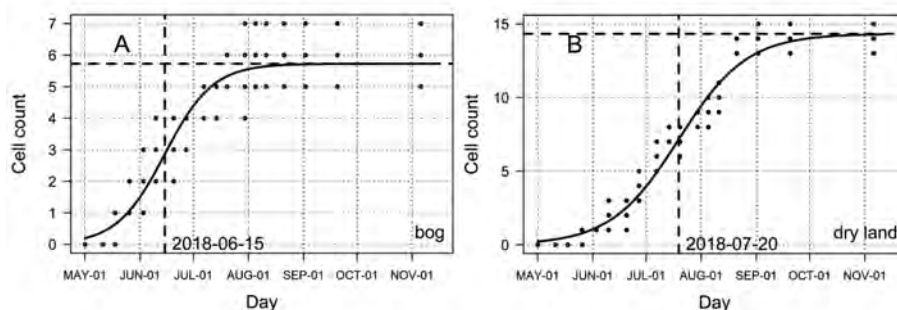 A
Cell count
7
6
5
4
3
2
1
0
2018-06-15
bog
MAY-01 JUN-01 JUL-01 AUG-01 SEP-01 OCT-01 NOV-01
Day
B
Cell count
15
10
5
0
2018-07-20
dry land
MAY-01 JUN-01 JUL-01 AUG-01 SEP-01 OCT-01 NOV-01
Day